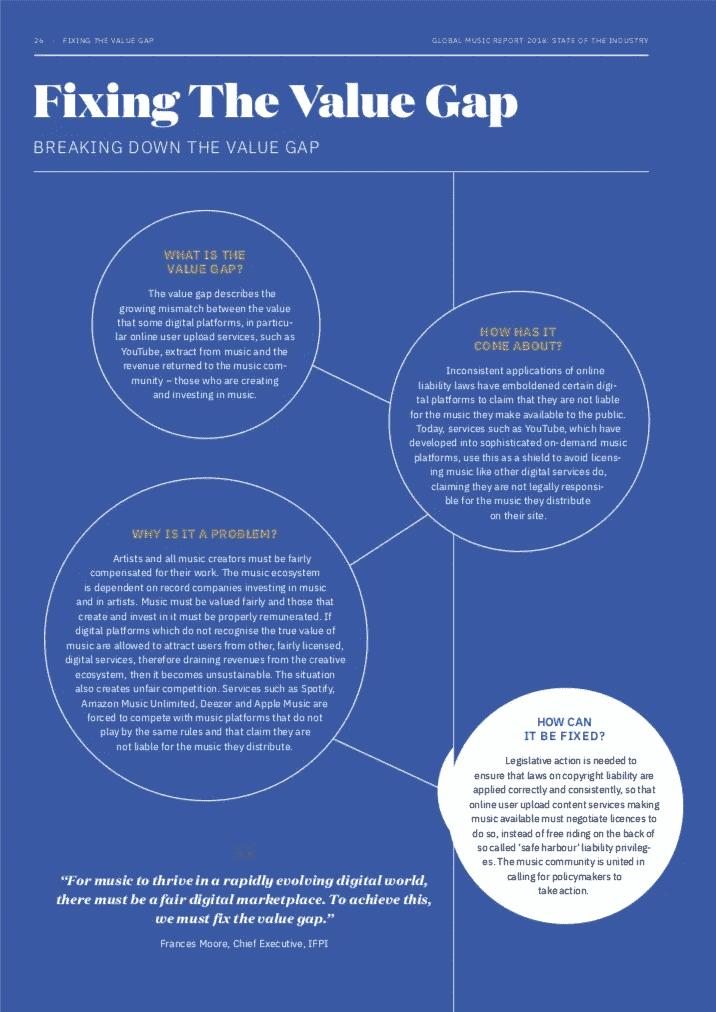 26 · FIXING THE VALUE GAP
GLOBAL MUSIC REPORT 2018: STATE OF THE INDUSTRY
Fixing The Value Gap
BREAKING DOWN THE VALUE GAP
WHAT IS THE
VALUE GAP?
The value gap describes the
growing mismatch between the value
that some digital platforms, in particu-
lar online user upload services, such as
YouTube, extract from music and the
revenue returned to the music com-
munity – those who are creating
and investing in music.
HOW HAS IT
COME ABOUT?
Inconsistent applications of online
liability laws have emboldened certain digi-
tal platforms to claim that they are not liable
for the music they make available to the public.
Today, services such as YouTube, which have
developed into sophisticated on-demand music
platforms, use this as a shield to avoid licens-
ing music like other digital services do,
claiming they are not legally responsi-
ble for the music they distribute
on their site.
WHY IS IT A PROBLEM?
Artists and all music creators must be fairly
compensated for their work. The music ecosystem
is dependent on record companies investing in music
and in artists. Music must be valued fairly and those that
create and invest in it must be properly remunerated. If
digital platforms which do not recognise the true value of
music are allowed to attract users from other, fairly licensed,
digital services, therefore draining revenues from the creative
ecosystem, then it becomes unsustainable. The situation
also creates unfair competition. Services such as Spotify,
Amazon Music Unlimited, Deezer and Apple Music are
forced to compete with music platforms that do not
play by the same rules and that claim they are
not liable for the music they distribute.
HOW CAN
IT BE FIXED?
Legislative action is needed to
ensure that laws on copyright liability are
applied correctly and consistently, so that
online user upload content services making
music available must negotiate licences to
do so, instead of free riding on the back of
so called 'safe harbour' liability privileg-
es. The music community is united in
calling for policymakers to
take action.
“For music to thrive in a rapidly evolving digital world,
there must be a fair digital marketplace. To achieve this,
we must fix the value gap.”
Frances Moore, Chief Executive, IFPI